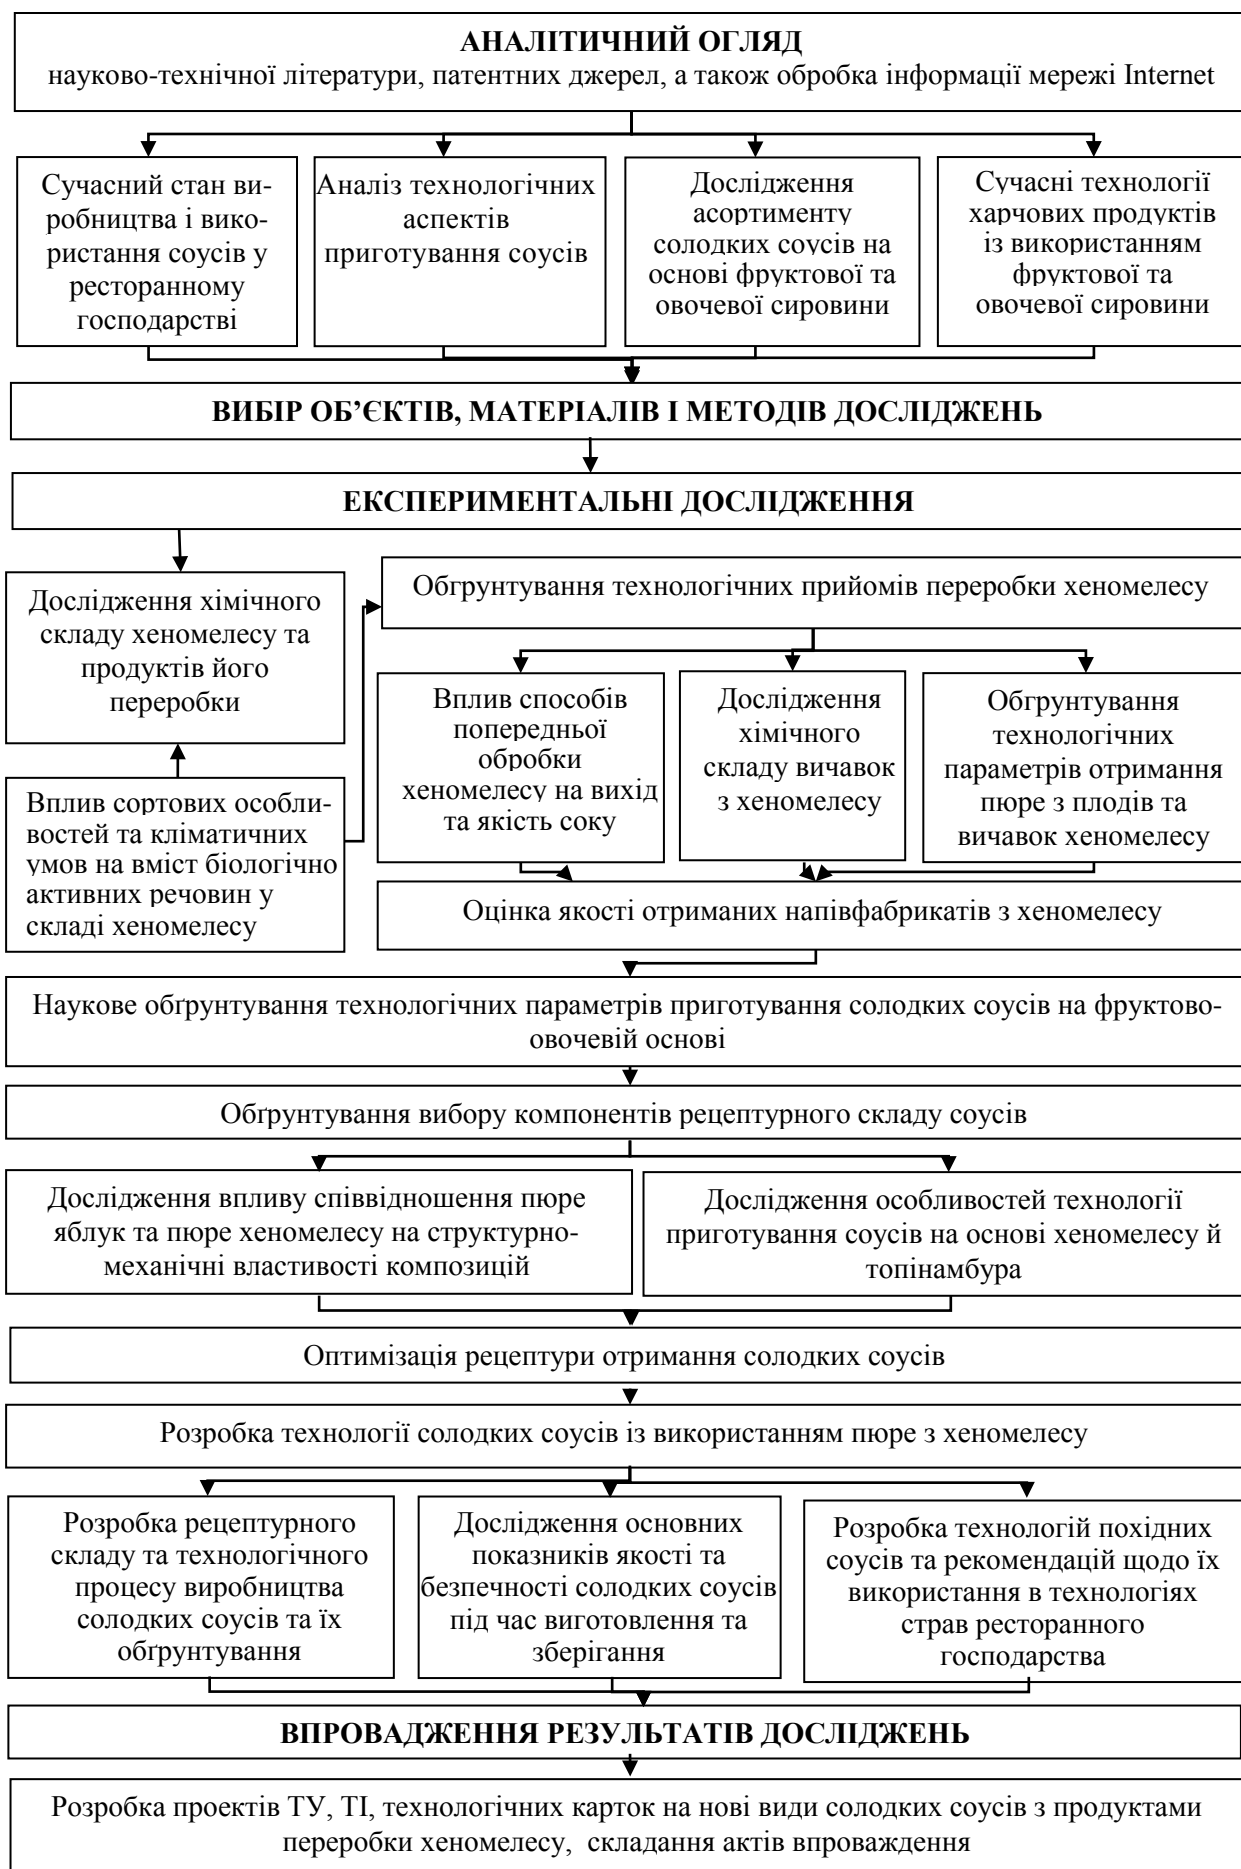 АНАЛІТИЧНИЙ ОГЛЯД
науково-технічної літератури, патентних джерел, а також обробка інформації мережі Internet
Сучасний стан ви-
робництва і вико-
ристання соусів у
ресторанному
господарстві
Аналіз технологічних
аспектів
приготування соусів
Дослідження
асортименту
солодких соусів на
основі фруктової та
овочевої сировини
Сучасні технології
харчових продуктів
із використанням
фруктової та
овочевої сировини
ВИБІР ОБ’ЄКТІВ, МАТЕРІАЛІВ І МЕТОДІВ ДОСЛІДЖЕНЬ
ЕКСПЕРИМЕНТАЛЬНІ ДОСЛІДЖЕННЯ
Дослідження хімічного
складу хеномелесу та
продуктів його
переробки
Вплив сортових особли-
востей та кліматичних
умов на вміст біологічно
активних речовин у
складі хеномелесу
Обгрунтування технологічних прийомів переробки хеномелесу
Вплив способів
попередньої
обробки
хеномелесу на вихід
та якість соку
Дослідження
хімічного
складу вичавок
з хеномелесу
Обгрунтування
технологічних
параметрів отримання
пюре з плодів та
вичавок хеномелесу
Оцінка якості отриманих напівфабрикатів з хеномелесу
Наукове обґрунтування технологічних параметрів приготування солодких соусів на фруктово-
овочевій основі
Обґрунтування вибору компонентів рецептурного складу соусів
Дослідження впливу співвідношення пюре
яблук та пюре хеномелесу на структурно-
механічні властивості композицій
Дослідження особливостей технології
приготування соусів на основі хеномелесу й
топінамбура
Оптимізація рецептури отримання солодких соусів
Розробка технології солодких соусів із використанням пюре з хеномелесу
Розробка рецептурного
складу та технологічного
процесу виробництва
солодких соусів та їх
обґрунтування
Дослідження основних
показників якості та
безпечності солодких соусів
під час виготовлення та
зберігання
Розробка технологій похідних
соусів та рекомендацій щодо їх
використання в технологіях
страв ресторанного
господарства
ВПРОВАДЖЕННЯ РЕЗУЛЬТАТІВ ДОСЛІДЖЕНЬ
Розробка проектів ТУ, ТІ, технологічних карток на нові види солодких соусів з продуктами
переробки хеномелесу, складання актів впроваждення